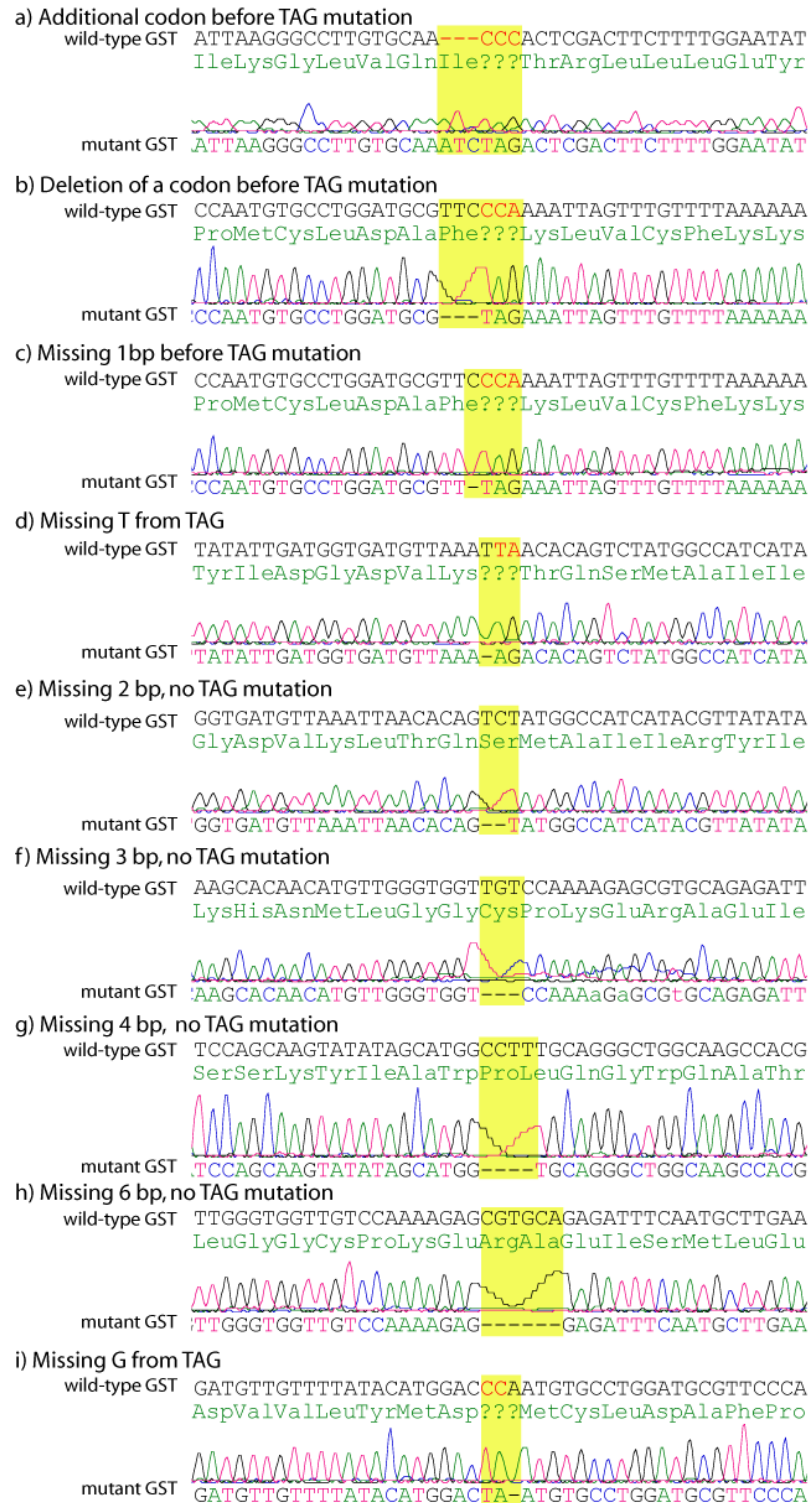 a) Additional codon before TAG mutation
wild-type GST ATTAAGGGCCTTGTGCAA---CCCACTCGACTTCTTTTGGAATAT
IleLysGlyLeuValGlnIle???ThrArgLeuLeuLeuGluTyr
mutant GST ATTAAGGGCCTTGTGCAAATCTAGACTCGACTTCTTTTGGAATAT
b) Deletion of a codon before TAG mutation
wild-type GST CCAATGTGCCTGGATGCGTTCCCAAAATTAGTTTGTTTTAAAAAA
ProMetCysLeuAspAlaPhe???LysLeuValCysPheLysLys
mutant GST CCAATGTGCCTGGATGCG---TAGAAATTAGTTTGTTTTAAAAAA
c) Missing 1bp before TAG mutation
wild-type GST CCAATGTGCCTGGATGCGTTCCCAAAATTAGTTTGTTTTAAAAAA
ProMetCysLeuAspAlaPhe???LysLeuValCysPheLysLys
mutant GST CCAATGTGCCTGGATGCGTT-TAGAAATTAGTTTGTTTTAAAAAA
d) Missing T from TAG
wild-type GST TATATTGATGGTGATGTTAAATTAACACAGTCTATGGCCATCATA
TyrIleAspGlyAspValLys???ThrGlnSerMetAlaIleIle
mutant GST TATATTGATGGTGATGTTAAA-AGACACAGTCTATGGCCATCATA
e) Missing 2 bp, no TAG mutation
wild-type GST GGTGATGTTAAATTAACACAGTCTATGGCCATCATACGTTATATA
GlyAspValLysLeuThrGlnSerMetAlaIleIleArgTyrIle
mutant GST GGTGATGTTAAATTAACACAG--TATGGCCATCATACGTTATATA
f) Missing 3 bp, no TAG mutation
wild-type GST AAGCACAACATGTTGGGTGGTTGTCCAAAAGAGCGTGCAGAGATT
LysHisAsnMetLeuGlyGlyCysProLysGluArgAlaGluIle
mutant GST AAGCACAACATGTTGGGTGGT---CCAAAaGaGCGtGCAGAGATT
g) Missing 4 bp, no TAG mutation
wild-type GST TCCAGCAAGTATATAGCATGGCCTTTGCAGGGCTGGCAAGCCACG
SerSerLysTyrIleAlaTrpProLeuGlnGlyTrpGlnAlaThr
mutant GST TCCAGCAAGTATATAGCATGG----TGCAGGGCTGGCAAGCCACG
h) Missing 6 bp, no TAG mutation
wild-type GST TTGGGTGGTTGTCCAAAAGAGCGTGCAGAGATTTCAATGCTTGAA
LeuGlyGlyCysProLysGluArgAlaGluIleSerMetLeuGlu
mutant GST TTGGGTGGTTGTCCAAAAGAG------GAGATTTCAATGCTTGAA
i) Missing G from TAG
wild-type GST GATGTTGTTTTATACATGGACCCAATGTGCCTGGATGCGTTCCCA
AspValValLeuTyrMetAsp???MetCysLeuAspAlaPhePro
mutant GST GATGTTGTTTTATACATGGACTA-ATGTGCCTGGATGCGTTCCCA